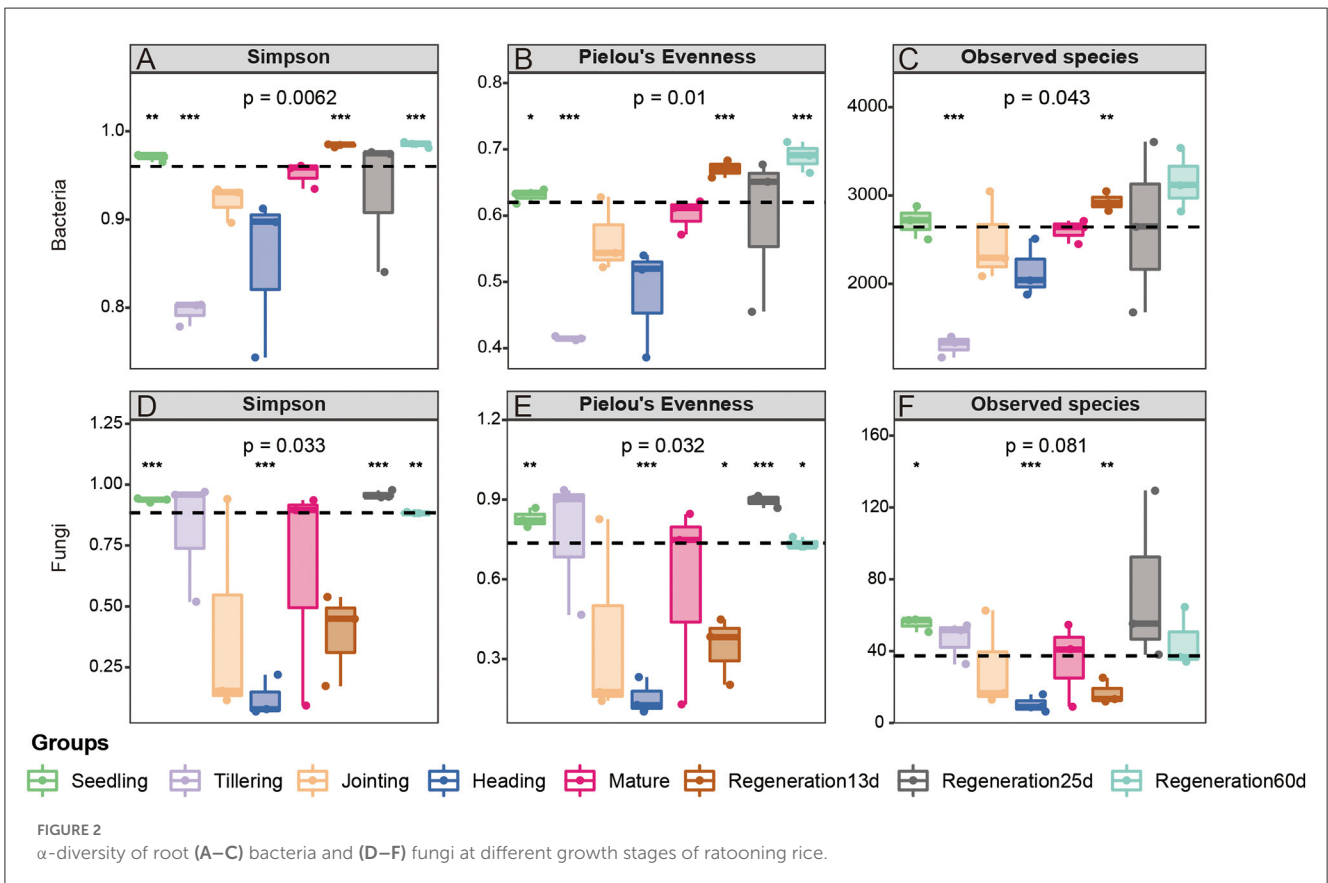 A Simpson
B Pielou's Evenness
C Observed species
p = 0.0062
p = 0.01
p = 0.043
** *** *** ***
* *** *** ***
*** **
Bacteria
1.0
0.9
0.8
0.8
0.7
0.6
0.5
0.4
4000
3000
2000
D Simpson
E Pielou's Evenness
F Observed species
p = 0.033
p = 0.032
p = 0.081
*** *** *** **
** *** * *** *
* *** **
Fungi
1.25
1.00
0.75
0.50
0.25
1.2
0.9
0.6
0.3
160
120
80
40
0
Groups
Seedling Tillering Jointing Heading Mature Regeneration13d Regeneration25d Regeneration60d
FIGURE 2
α-diversity of root (A–C) bacteria and (D–F) fungi at different growth stages of ratooning rice.